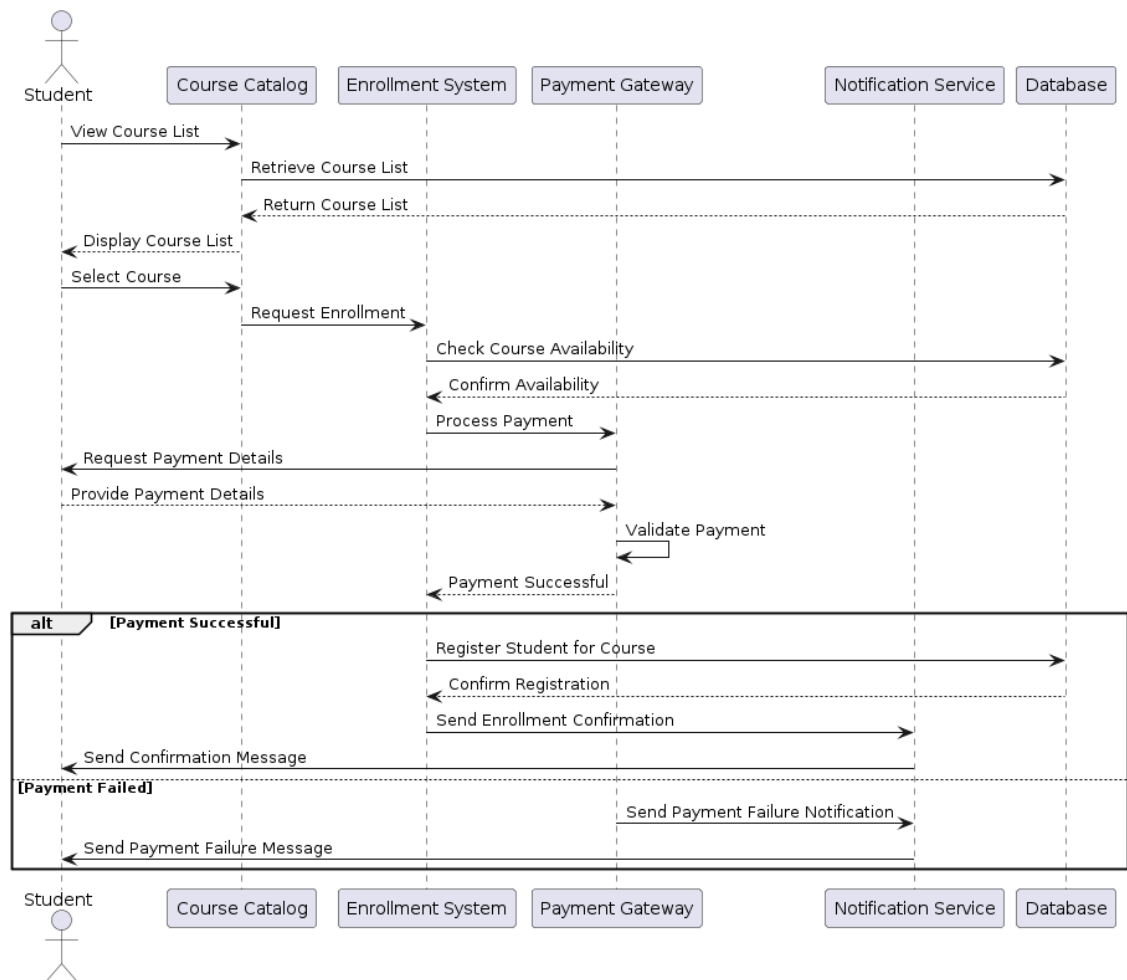 Student
Course Catalog
Enrollment System
Payment Gateway
Notification Service
Database
View Course List
Retrieve Course List
Return Course List
Display Course List
Select Course
Request Enrollment
Check Course Availability
Confirm Availability
Process Payment
Request Payment Details
Provide Payment Details
Validate Payment
Payment Successful
alt [Payment Successful]
Register Student for Course
Confirm Registration
Send Enrollment Confirmation
Send Confirmation Message
[Payment Failed]
Send Payment Failure Notification
Send Payment Failure Message
Student
Course Catalog
Enrollment System
Payment Gateway
Notification Service
Database